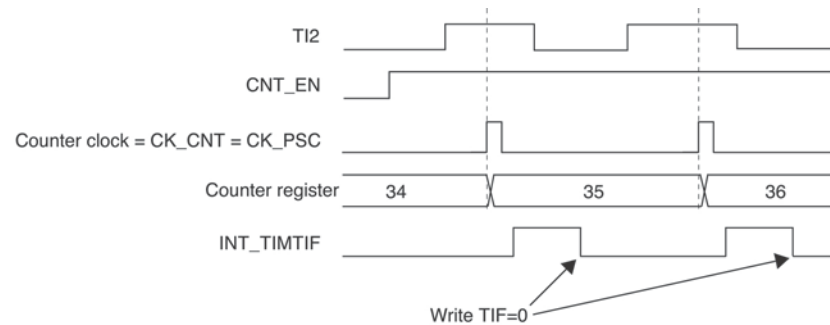 TI2
CNT_EN
Counter clock = CK_CNT = CK_PSC
Counter register 34 35 36
INT_TIMTIF
Write TIF=0